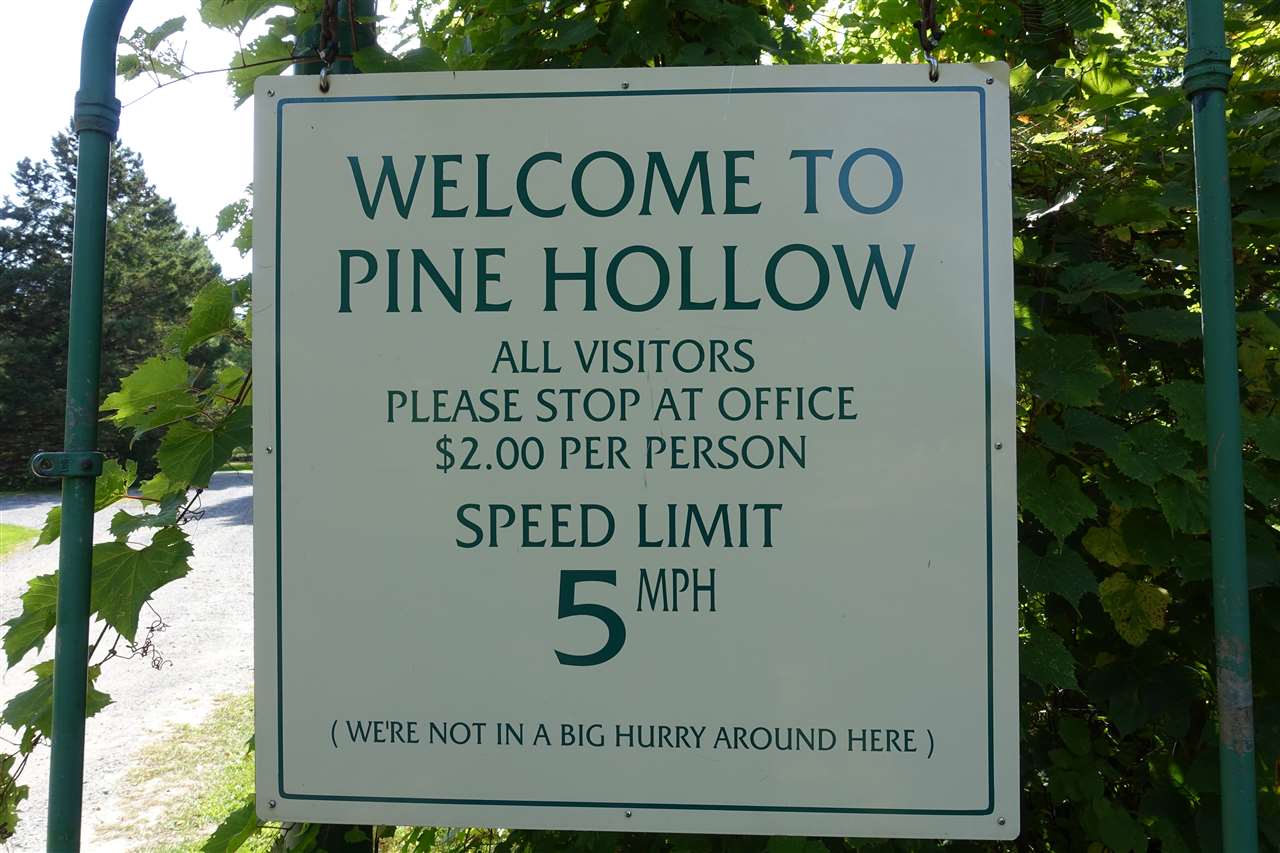 WELCOME TO
PINE HOLLOW
ALL VISITORS
PLEASE STOP AT OFFICE
$2.00 PER PERSON
SPEED LIMIT
5 MPH
( WE'RE NOT IN A BIG HURRY AROUND HERE )